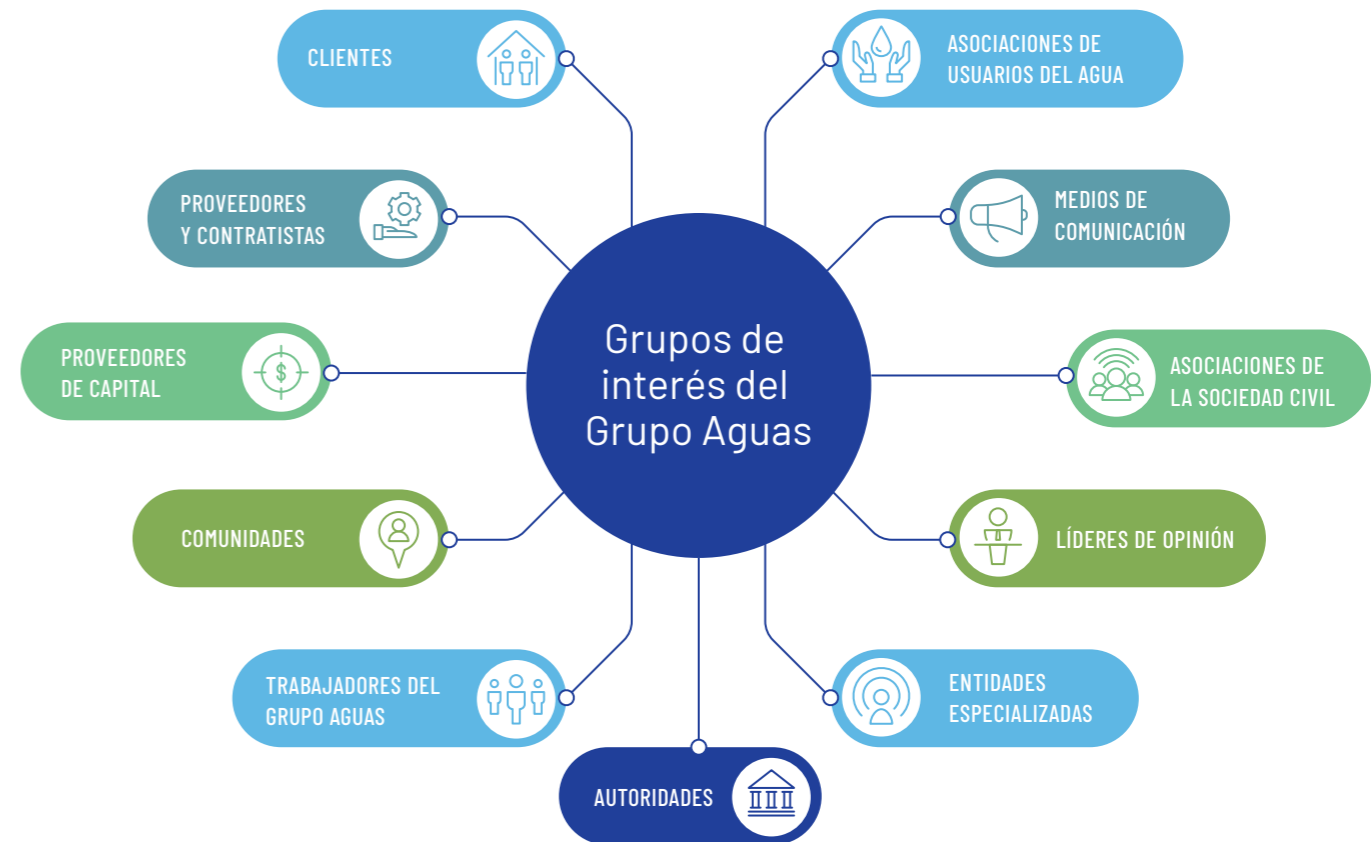 CLIENTES
ASOCIACIONES DE
USUARIOS DEL AGUA
PROVEEDORES
Y CONTRATISTAS
MEDIOS DE
COMUNICACIÓN
Grupos de
interés del
Grupo Aguas
PROVEEDORES
DE CAPITAL
$
ASOCIACIONES DE
LA SOCIEDAD CIVIL
COMUNIDADES
LÍDERES DE OPINIÓN
TRABAJADORES DEL
GRUPO AGUAS
ENTIDADES
ESPECIALIZADAS
AUTORIDADES